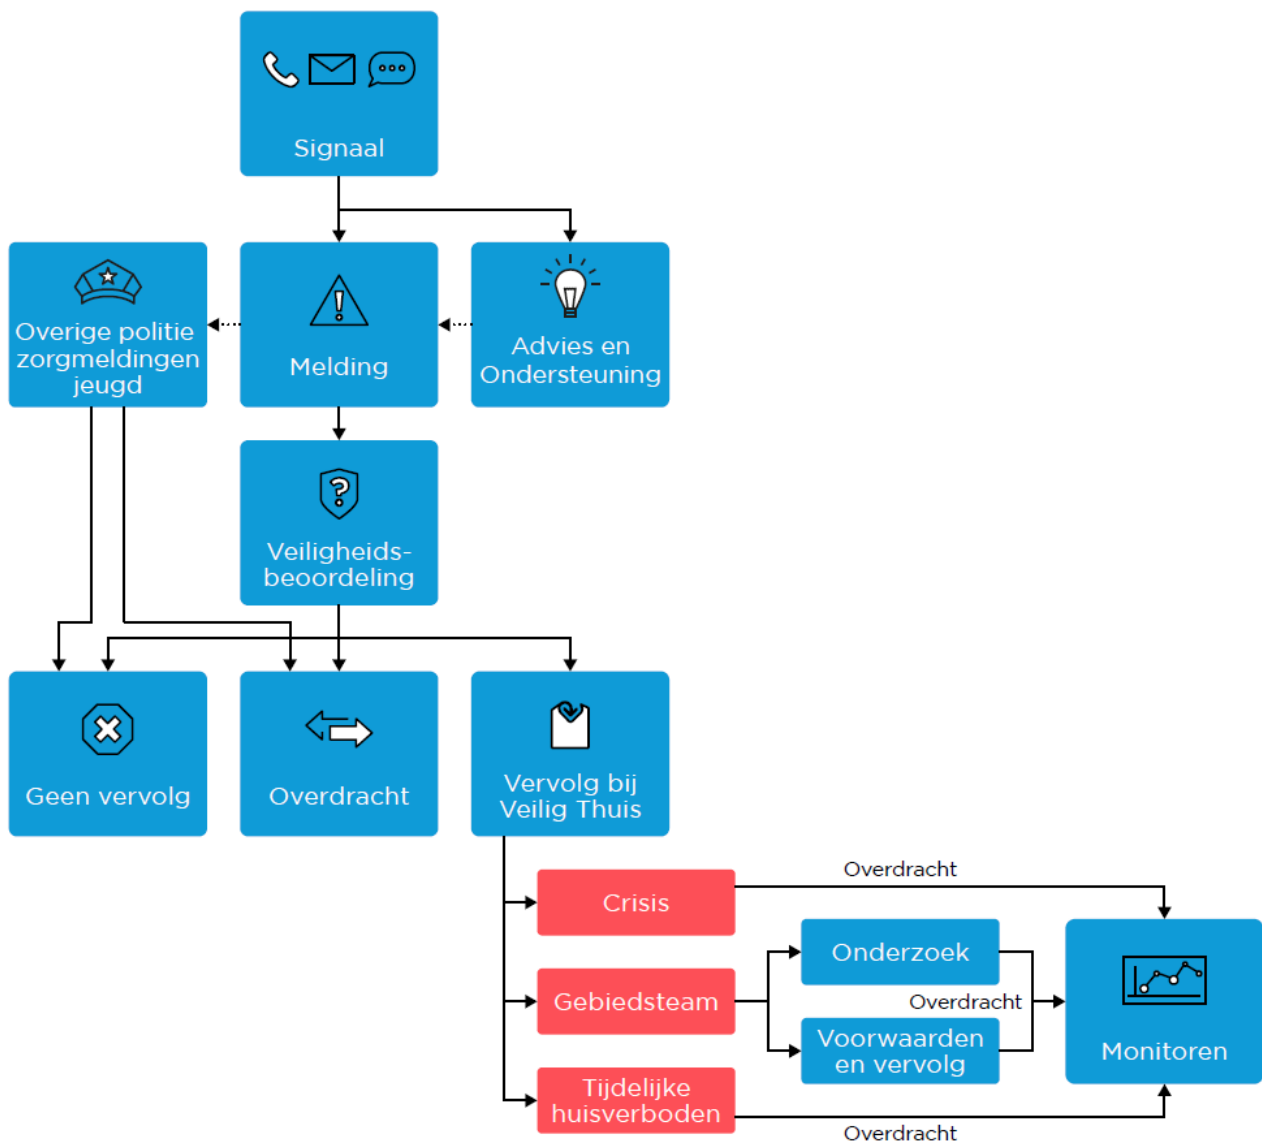 Signaal
Overige politie
zorgmeldingen
jeugd
Melding
Advies en
Ondersteuning
Veiligheids-
beoordeling
Geen vervolg
Overdracht
Vervolg bij
Veilig Thuis
Crisis
Overdracht
Gebiedsteam
Onderzoek
Overdracht
Voorwaarden
en vervolg
Monitoren
Tijdelijke
huisverboden
Overdracht